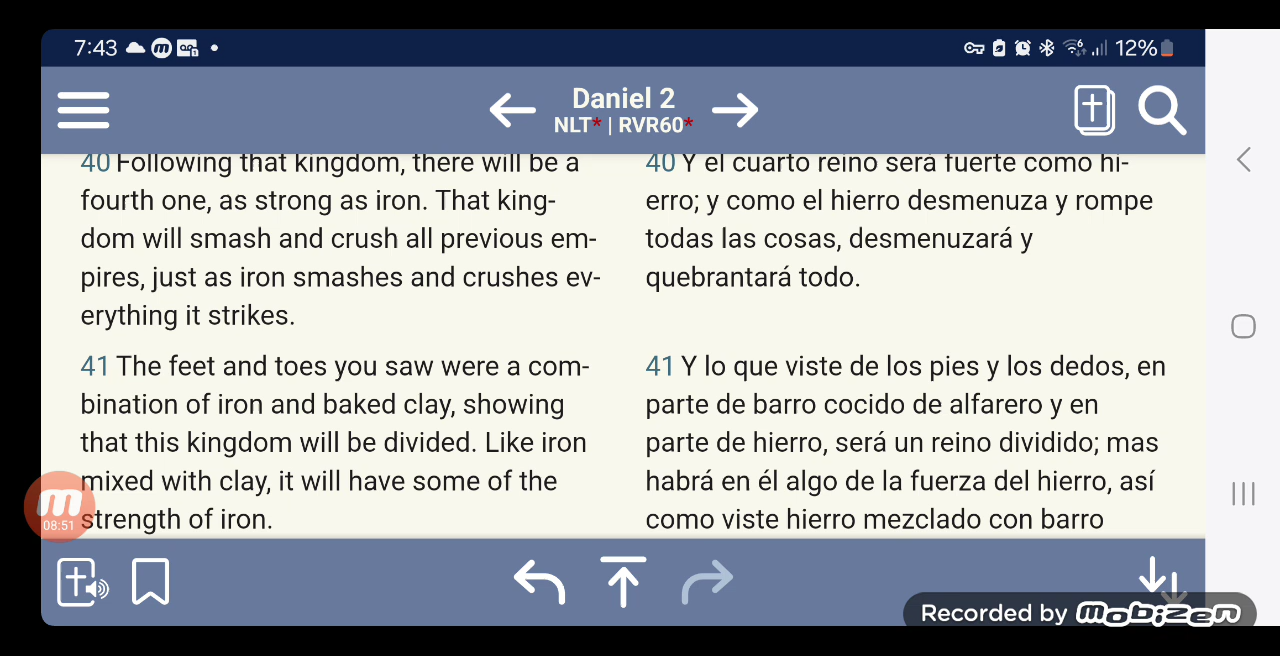 7:43
12%
Daniel 2
NLT* | RVR60*
40 Following that kingdom, there will be a
fourth one, as strong as iron. That king-
dom will smash and crush all previous em-
pires, just as iron smashes and crushes ev-
erything it strikes.
41 The feet and toes you saw were a com-
bination of iron and baked clay, showing
that this kingdom will be divided. Like iron
mixed with clay, it will have some of the
strength of iron.
40 Y el cuarto reino será fuerte como hi-
erro; y como el hierro desmenuza y rompe
todas las cosas, desmenuzará y
quebrantará todo.
41 Y lo que viste de los pies y los dedos, en
parte de barro cocido de alfarero y en
parte de hierro, será un reino dividido; mas
habrá en él algo de la fuerza del hierro, así
como viste hierro mezclado con barro
m
08:51
Recorded by Mobizen